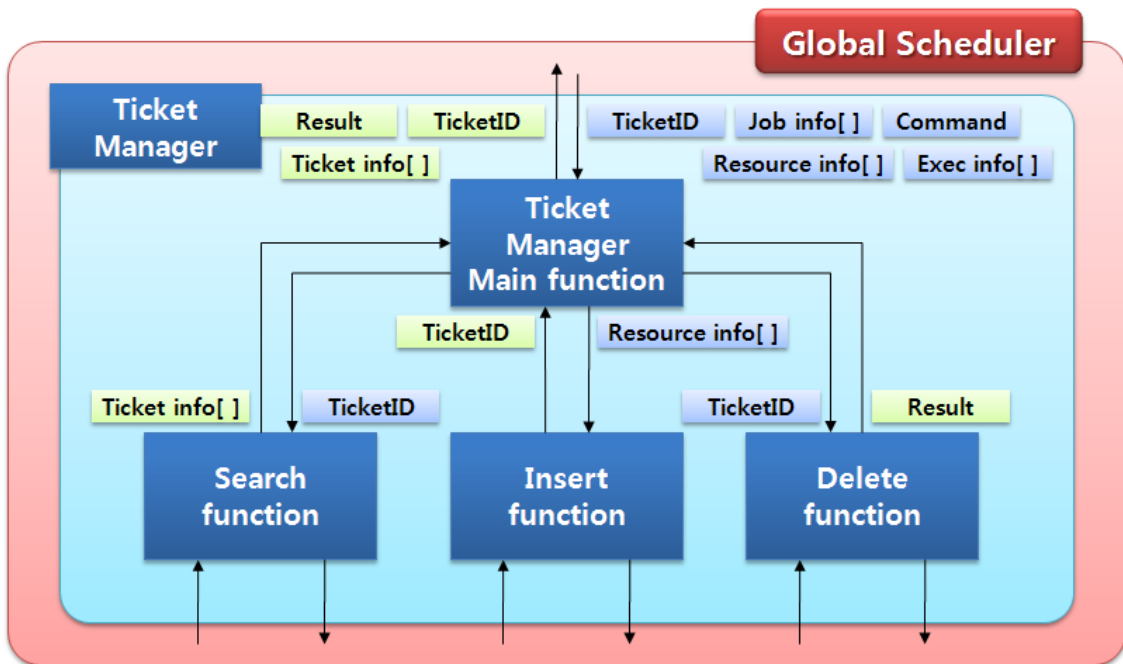 Global Scheduler
Ticket
Manager
Result
TicketID
TicketID
Job info[ ]
Command
Ticket info[ ]
Resource info[ ]
Exec info[ ]
Ticket
Manager
Main function
TicketID
Resource info[ ]
Ticket info[ ]
TicketID
TicketID
Result
Search
function
Insert
function
Delete
function